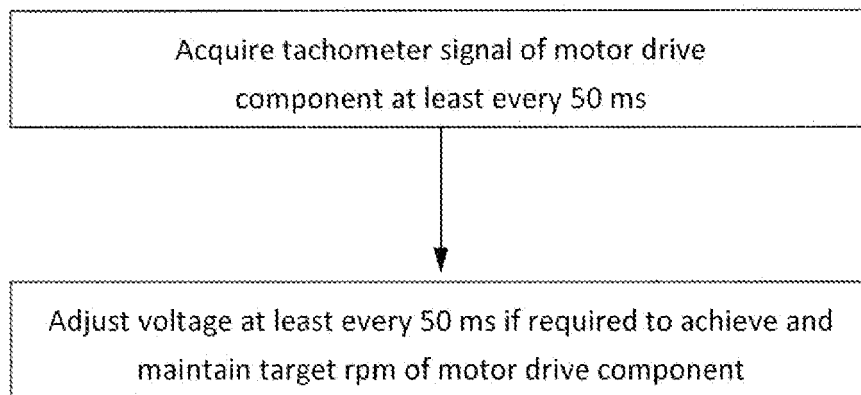 Acquire tachometer signal of motor drive
component at least every 50 ms
Adjust voltage at least every 50 ms if required to achieve and
maintain target rpm of motor drive component